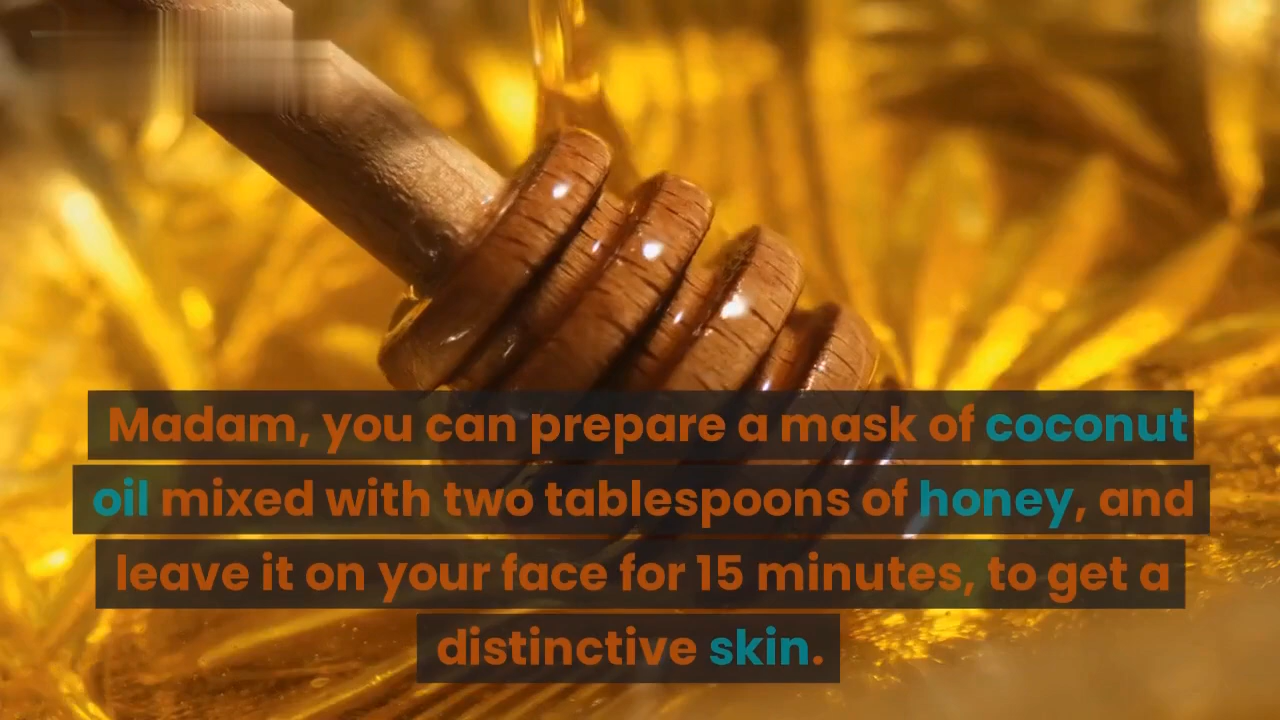 Madam, you can prepare a mask of coconut
oil mixed with two tablespoons of honey, and
leave it on your face for 15 minutes, to get a
distinctive skin.